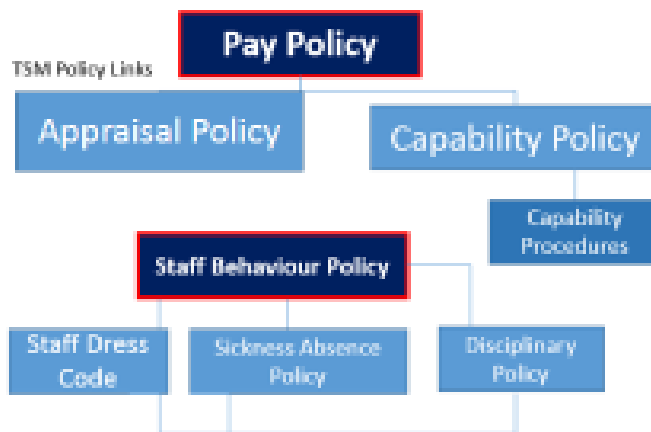 Pay Policy
TSM Policy Links
Appraisal Policy
Capability Policy
Capability
Procedures
Staff Behaviour Policy
Staff Dress
Code
Sickness Absence
Policy
Disciplinary
Policy